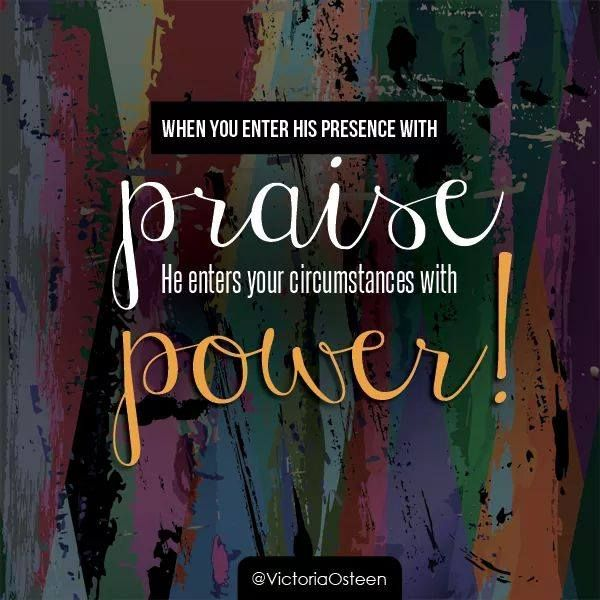 WHEN YOU ENTER HIS PRESENCE WITH
praise
He enters your circumstances with
power!
@VictoriaOsteen